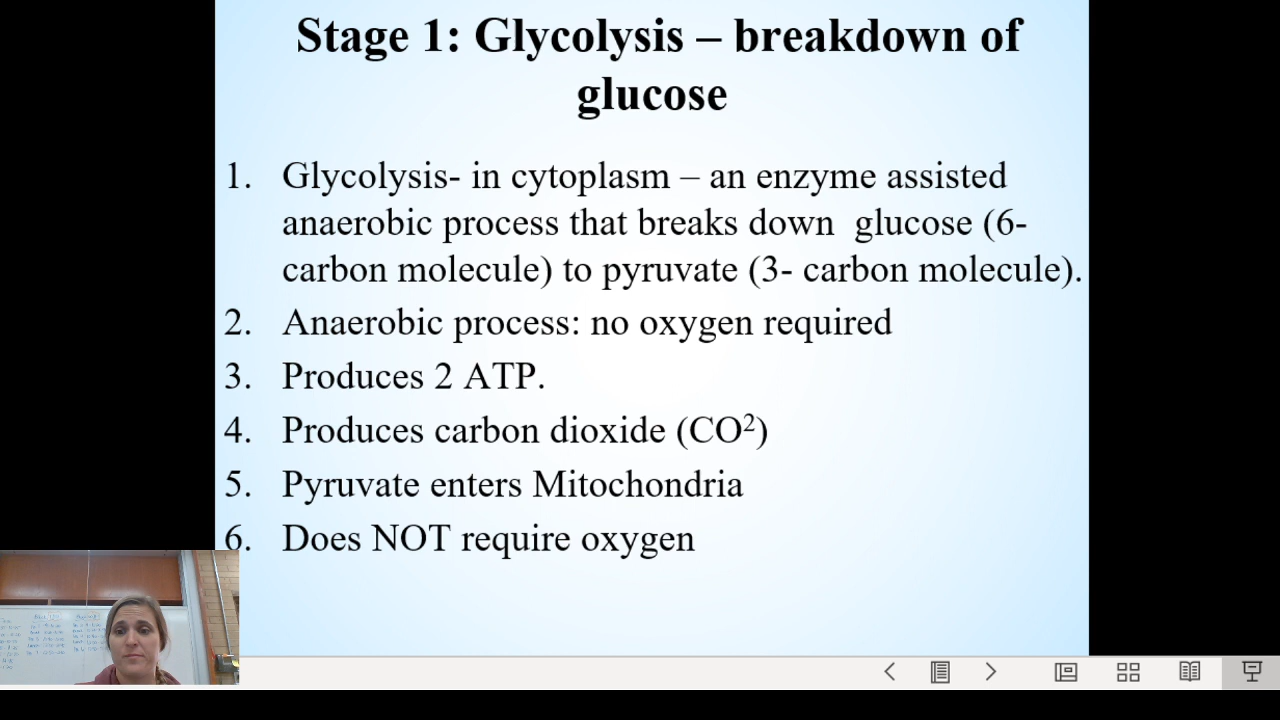 Stage 1: Glycolysis – breakdown of
glucose
1. Glycolysis- in cytoplasm – an enzyme assisted
anaerobic process that breaks down  glucose (6-
carbon molecule) to pyruvate (3- carbon molecule).
2. Anaerobic process: no oxygen required
3. Produces 2 ATP.
4. Produces carbon dioxide (CO²)
5. Pyruvate enters Mitochondria
6. Does NOT require oxygen